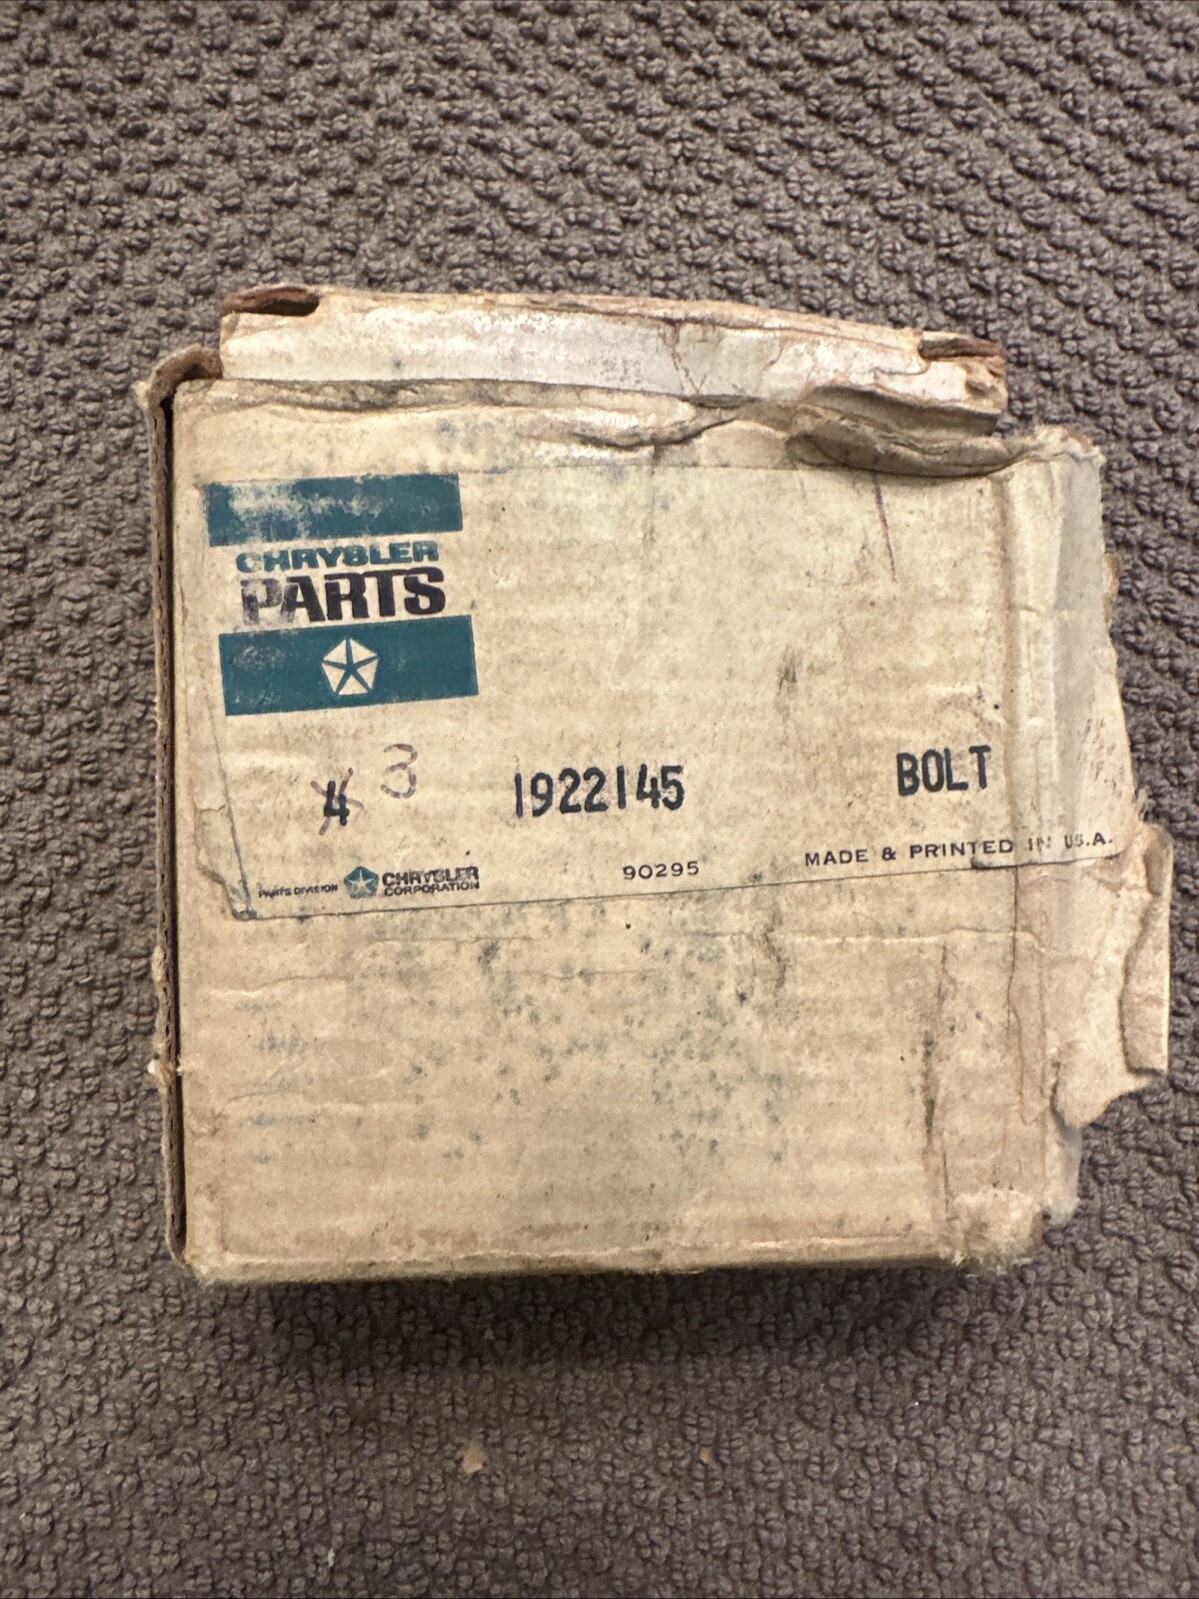 CHRYSLER
PARTS
4 3 1922145 BOLT
PARTS DIVISION CHRYSLER CORPORATION 90295 MADE & PRINTED IN U.S.A.